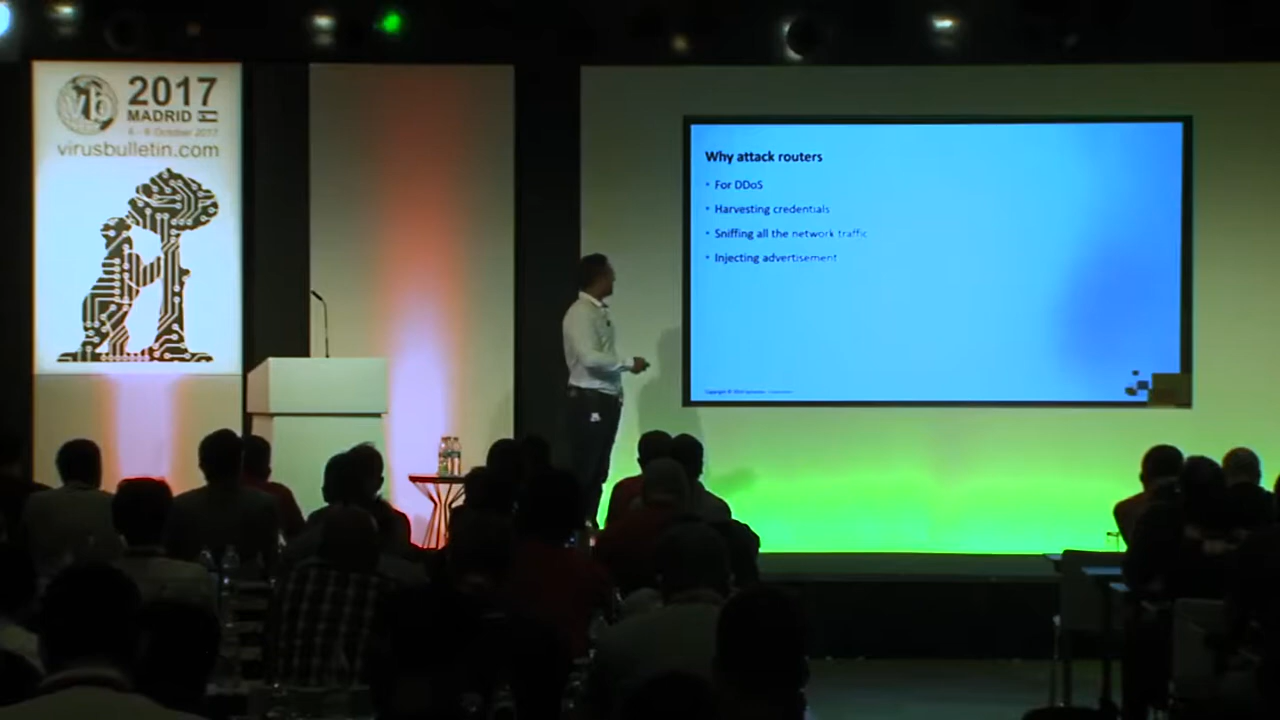 vb
2017
MADRID
4 - 6 October 2017
virusbulletin.com
Why attack routers
• For DDoS
• Harvesting credentials
• Sniffing all the network traffic
• Injecting advertisement